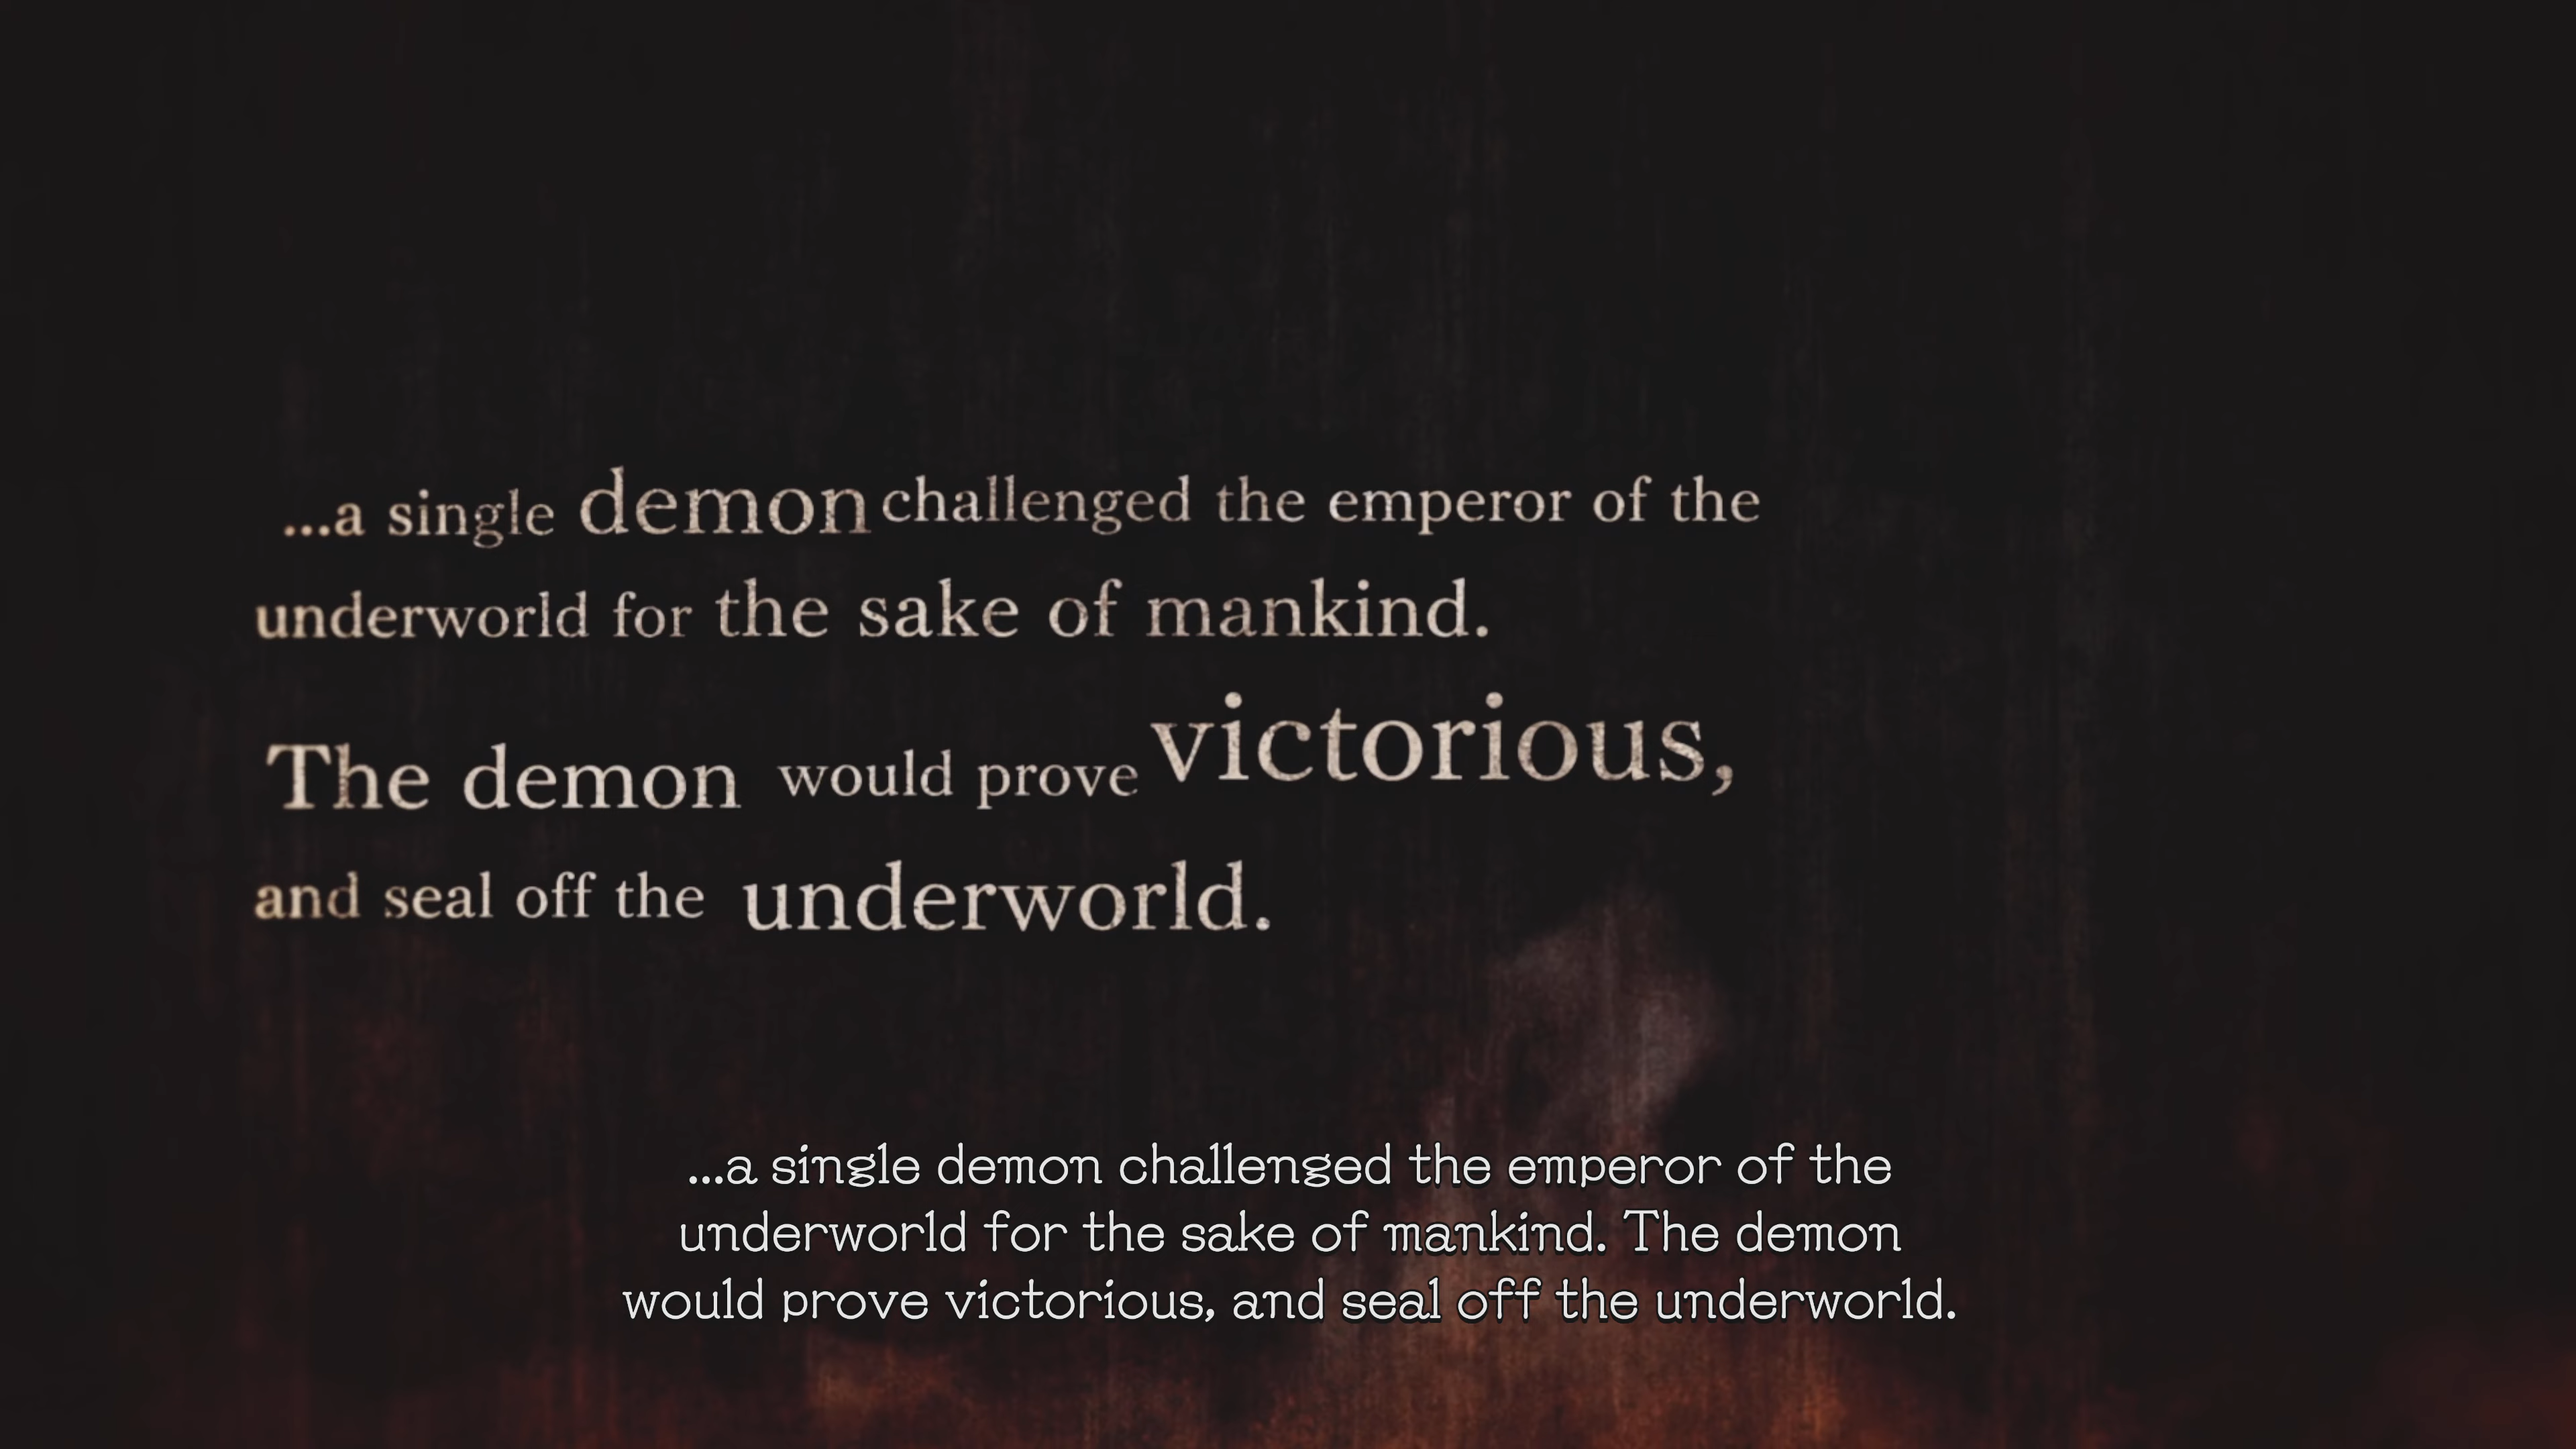 ...a single demon challenged the emperor of the
underworld for the sake of mankind.
The demon would prove victorious,
and seal off the underworld.
...a single demon challenged the emperor of the
underworld for the sake of mankind. The demon
would prove victorious, and seal off the underworld.